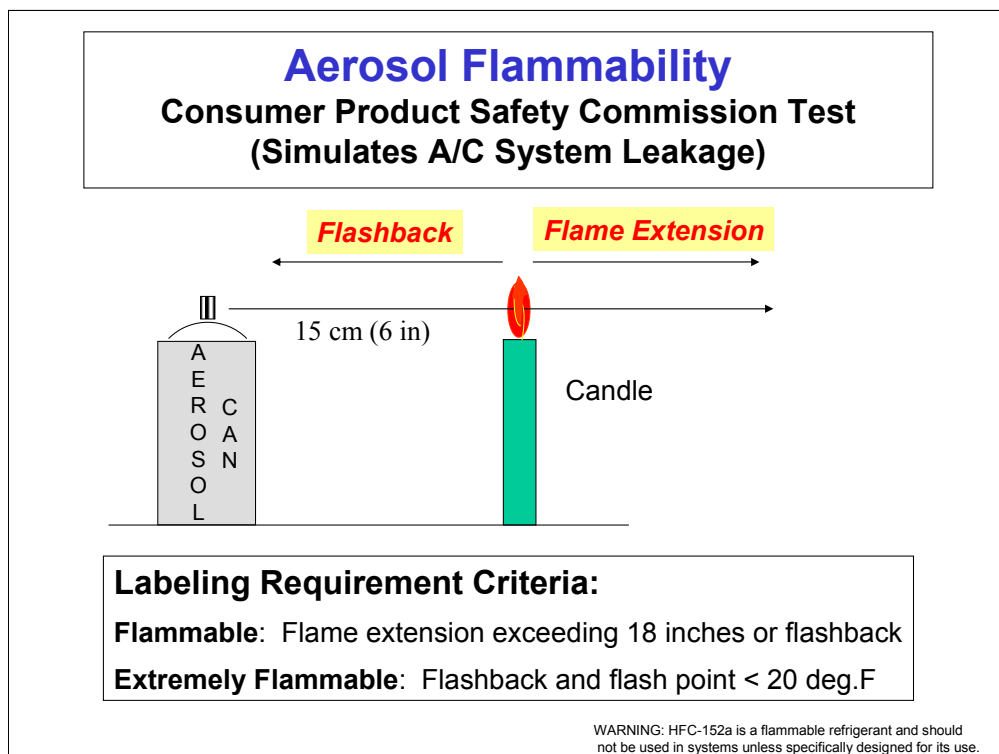 Aerosol Flammability
Consumer Product Safety Commission Test
(Simulates A/C System Leakage)
Flashback
Flame Extension
15 cm (6 in)
AEROSOL
CAN
Candle
Labeling Requirement Criteria:
Flammable:  Flame extension exceeding 18 inches or flashback
Extremely Flammable:  Flashback and flash point < 20 deg.F
WARNING: HFC-152a is a flammable refrigerant and should
not be used in systems unless specifically designed for its use.